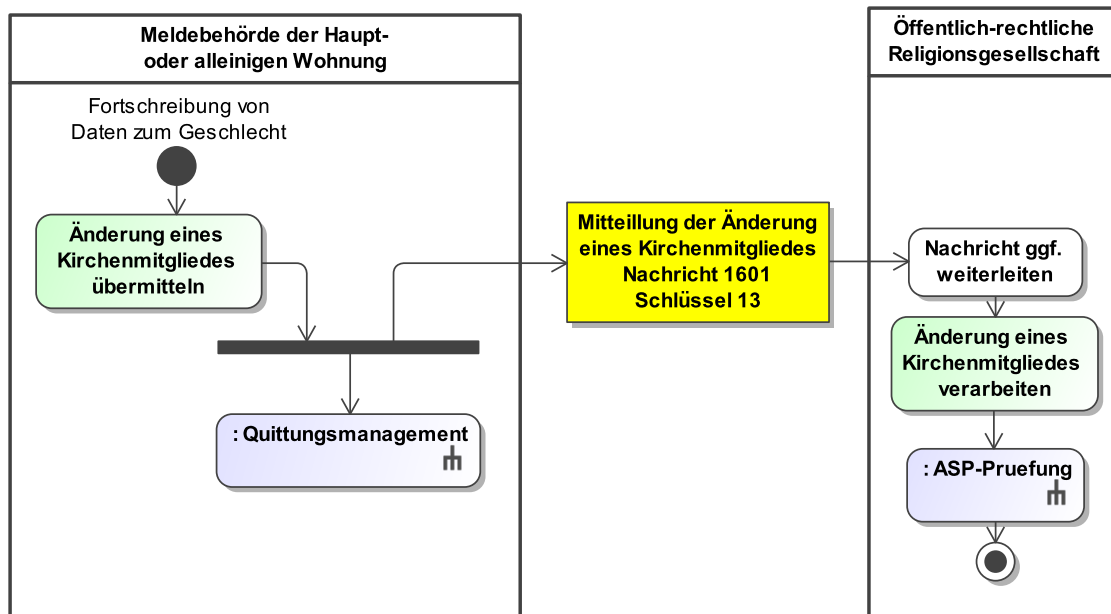 Meldebehörde der Haupt-
oder alleinigen Wohnung
Fortschreibung von
Daten zum Geschlecht
Änderung eines
Kirchenmitgliedes
übermitteln
: Quittungsmanagement
Mitteillung der Änderung
eines Kirchenmitgliedes
Nachricht 1601
Schlüssel 13
Öffentlich-rechtliche
Religionsgesellschaft
Nachricht ggf.
weiterleiten
Änderung eines
Kirchenmitgliedes
verarbeiten
: ASP-Pruefung